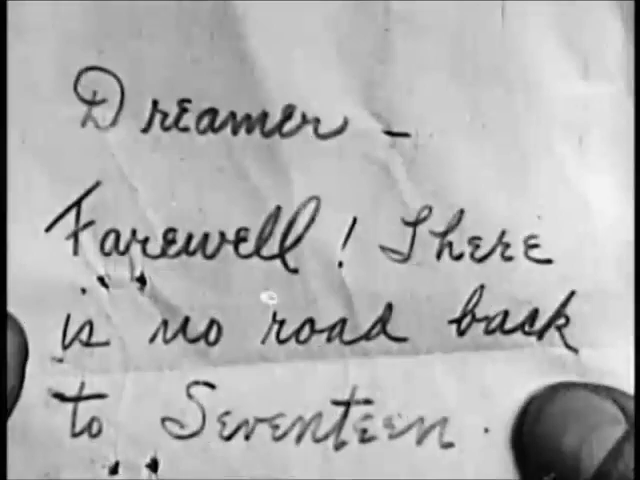 Dreamer -
Farewell! There
is no road back
to Seventeen.